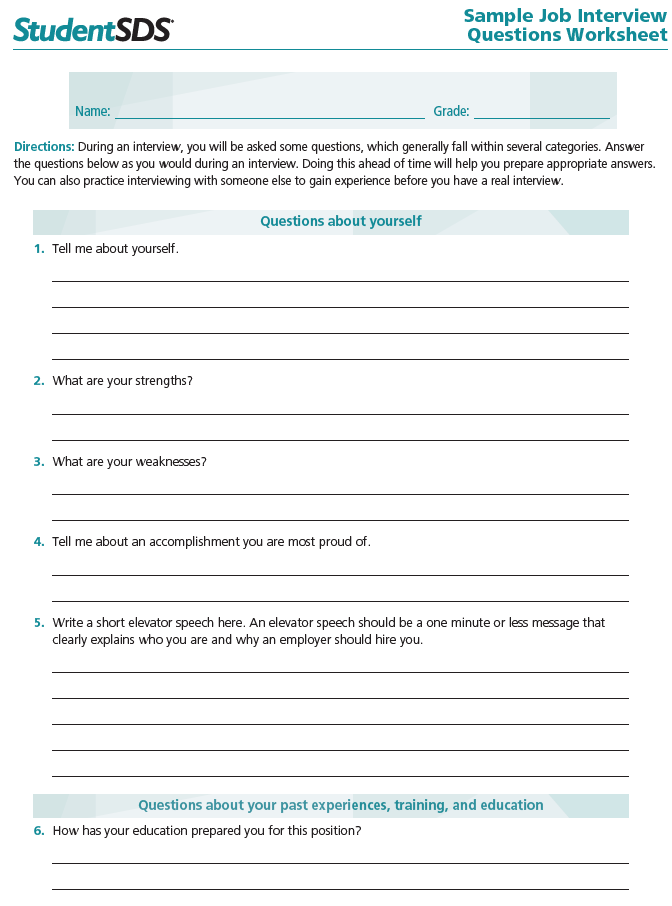 StudentSDS®
Sample Job Interview
Questions Worksheet
Name: Grade:
Directions: During an interview, you will be asked some questions, which generally fall within several categories. Answer
the questions below as you would during an interview. Doing this ahead of time will help you prepare appropriate answers.
You can also practice interviewing with someone else to gain experience before you have a real interview.
Questions about yourself
1. Tell me about yourself.
2. What are your strengths?
3. What are your weaknesses?
4. Tell me about an accomplishment you are most proud of.
5. Write a short elevator speech here. An elevator speech should be a one minute or less message that
clearly explains who you are and why an employer should hire you.
Questions about your past experiences, training, and education
6. How has your education prepared you for this position?